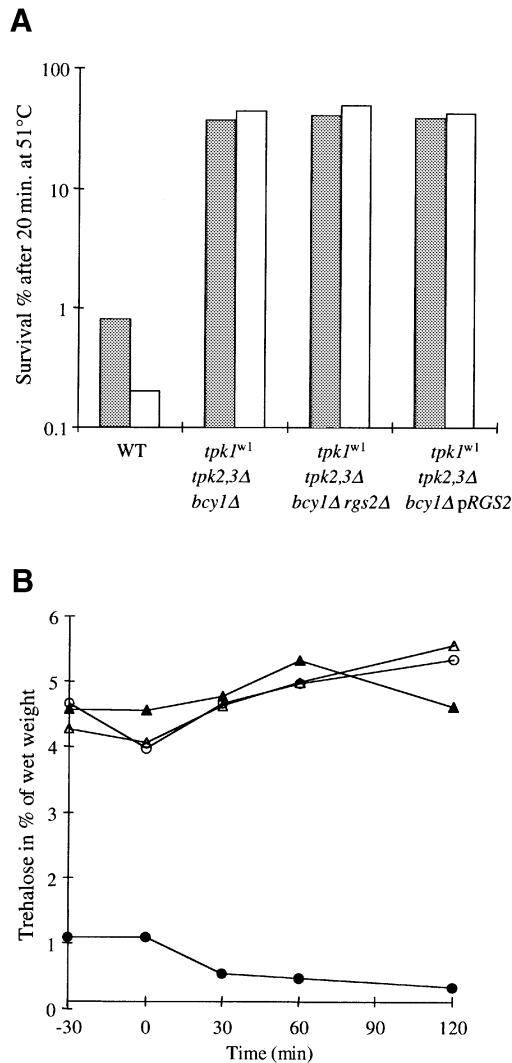 A
Survival % after 20 min. at 51°C
100
10
1
0.1
WT
tpk1ʷ¹ tpk1ʷ¹ tpk1ʷ¹
tpk2,3Δ tpk2,3Δ tpk2,3Δ
bcy1Δ bcy1Δ rgs2Δ bcy1Δ pRGS2
B
Trehalose in % of wet weight
6
5
4
3
2
1
0
-30 0 30 60 90 120
Time (min)